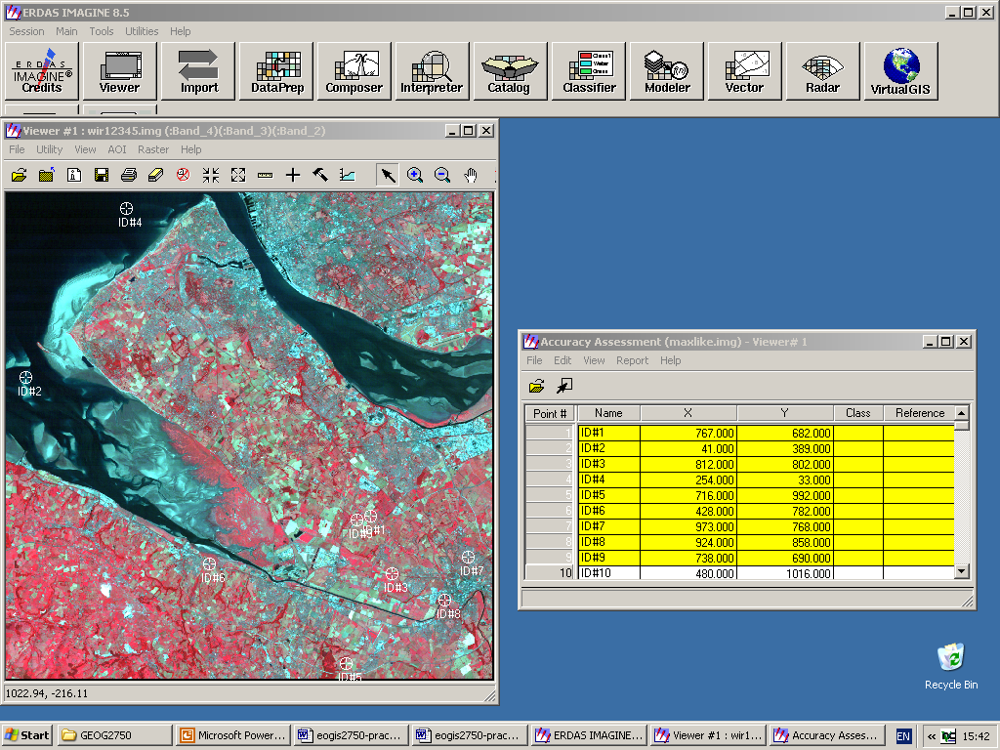 ERDAS IMAGINE 8.5
Session Main Tools Utilities Help
ERDAS
IMAGINE®
Credits
Viewer
Import
DataPrep
Composer
Interpreter
Catalog
Class1
Water
Grass
Classifier
Modeler
Vector
Radar
VirtualGIS
Viewer #1 : wir12345.img (:Band_4)(:Band_3)(:Band_2)
File Utility View AOI Raster Help
ID#4
ID#2
ID#9
ID#1
ID#7
ID#6
ID#3
ID#8
ID#5
1022.94, -216.11
Accuracy Assessment (maxlike.img) - Viewer# 1
File Edit View Report Help
Point # Name X Y Class Reference
1 ID#1 767.000 682.000
2 ID#2 41.000 389.000
3 ID#3 812.000 802.000
4 ID#4 254.000 33.000
5 ID#5 716.000 992.000
6 ID#6 428.000 782.000
7 ID#7 973.000 768.000
8 ID#8 924.000 858.000
9 ID#9 738.000 690.000
10 ID#10 480.000 1016.000
Recycle Bin
Start GEOG2750 Microsoft Power... eogis2750-prac... eogis2750-prac... ERDAS IMAGINE... Viewer #1 : wir1... Accuracy Asses... EN « 15:42